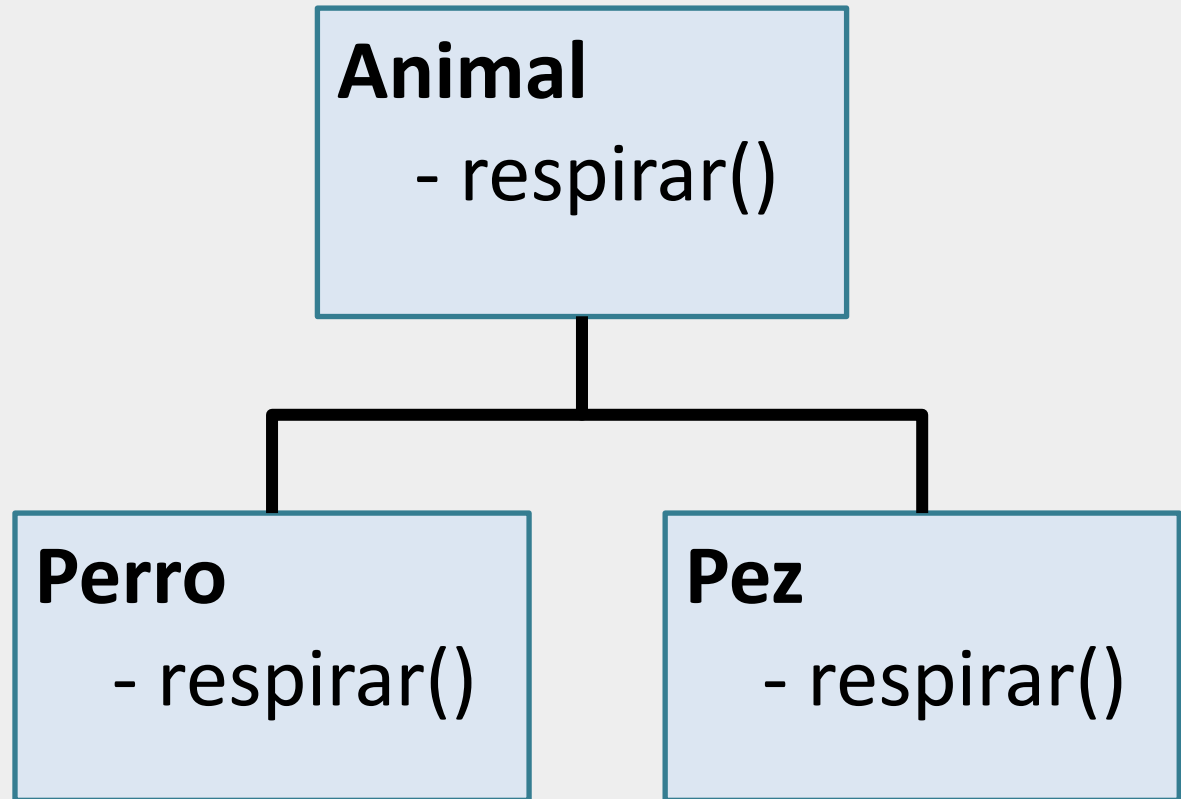 Animal
- respirar()
Perro
- respirar()
Pez
- respirar()